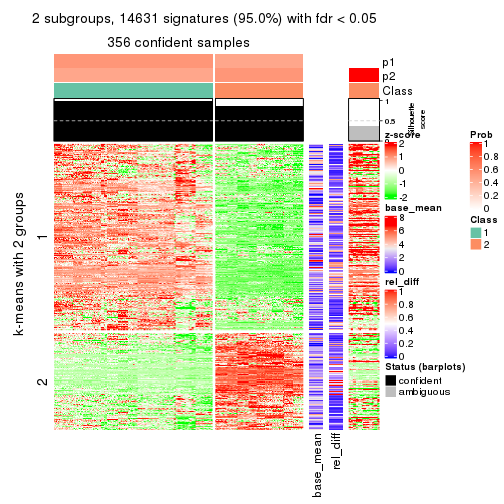 2 subgroups, 14631 signatures (95.0%) with fdr < 0.05
356 confident samples
p1
p2
Class
1
0.5
Silhouette
score
k-means with 2 groups
1
2
z-score
2
1
0
-1
-2
base_mean
8
6
4
2
0
rel_diff
1
0.8
0.6
0.4
0.2
0
Status (barplots)
confident
ambiguous
Prob
1
0.8
0.6
0.4
0.2
0
Class
1
2
base_mean
rel_diff